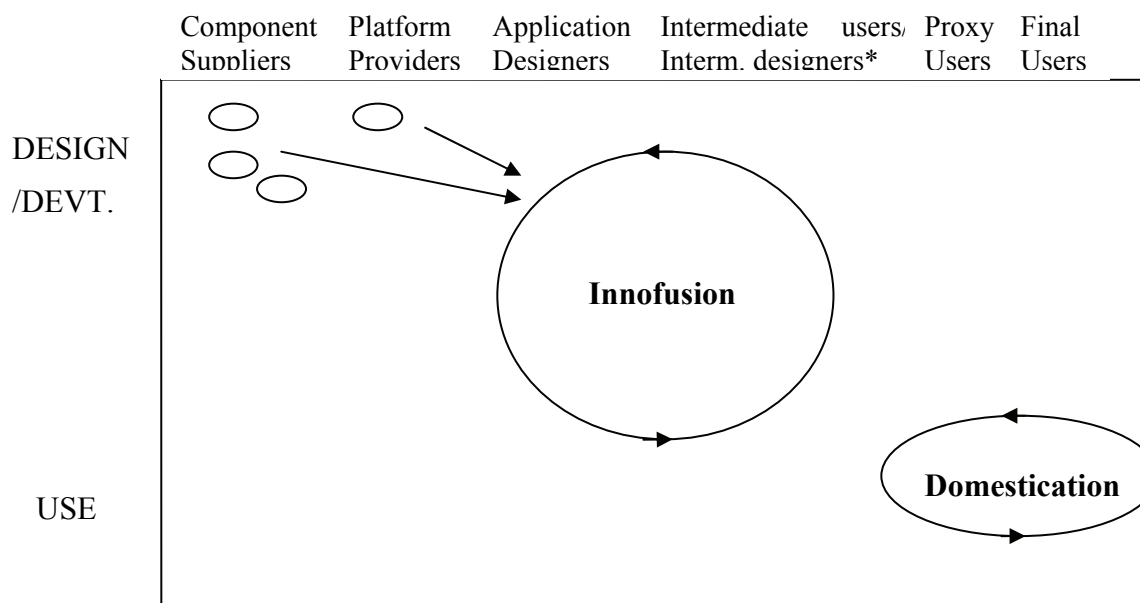 Component Platform Application Intermediate users/ Proxy Final
Suppliers Providers Designers Interm. designers* Users Users
DESIGN
/DEVT.
Innofusion
Domestication
USE